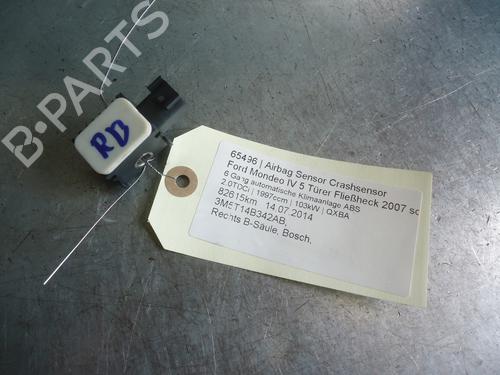 B-PARTS
RD
65496 | Airbag Sensor Crashsensor
Ford Mondeo IV 5 Türer Fließheck 2007 sc
6 Gang automatische Klimaanlage ABS
2.0TDCi | 1997ccm | 103kW | QXBA
82615km 14.07.2014
3M5T14B342AB,
Rechts B-Säule, Bosch,